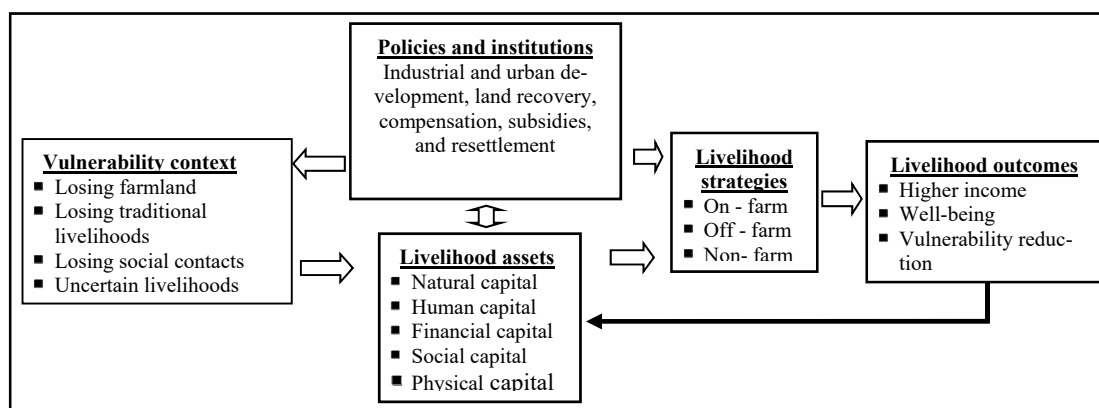 Policies and institutions
Industrial and urban de-
velopment, land recovery,
compensation, subsidies,
and resettlement
Vulnerability context
Losing farmland
Losing traditional
livelihoods
Losing social contacts
Uncertain livelihoods
Livelihood assets
Natural capital
Human capital
Financial capital
Social capital
Physical capital
Livelihood
strategies
On - farm
Off - farm
Non- farm
Livelihood outcomes
Higher income
Well-being
Vulnerability reduc-
tion